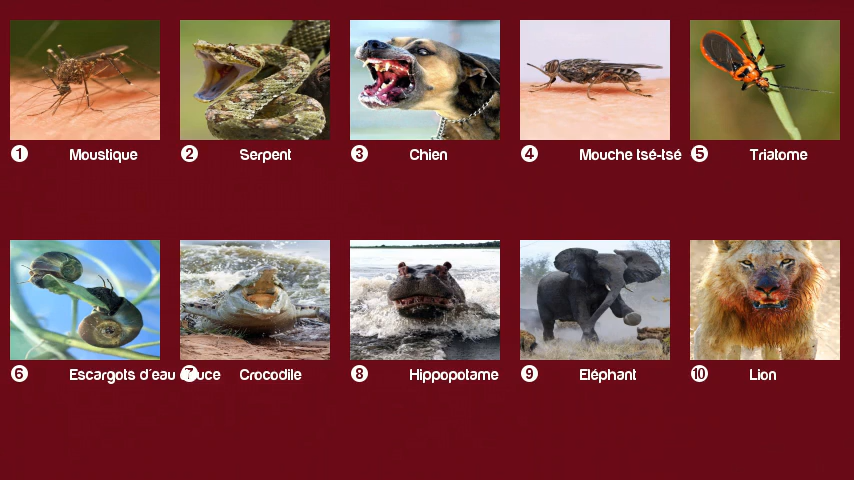 1 Moustique
2 Serpent
3 Chien
4 Mouche tsé-tsé
5 Triatome
6 Escargots d'eau douce
7 Crocodile
8 Hippopotame
9 Eléphant
10 Lion